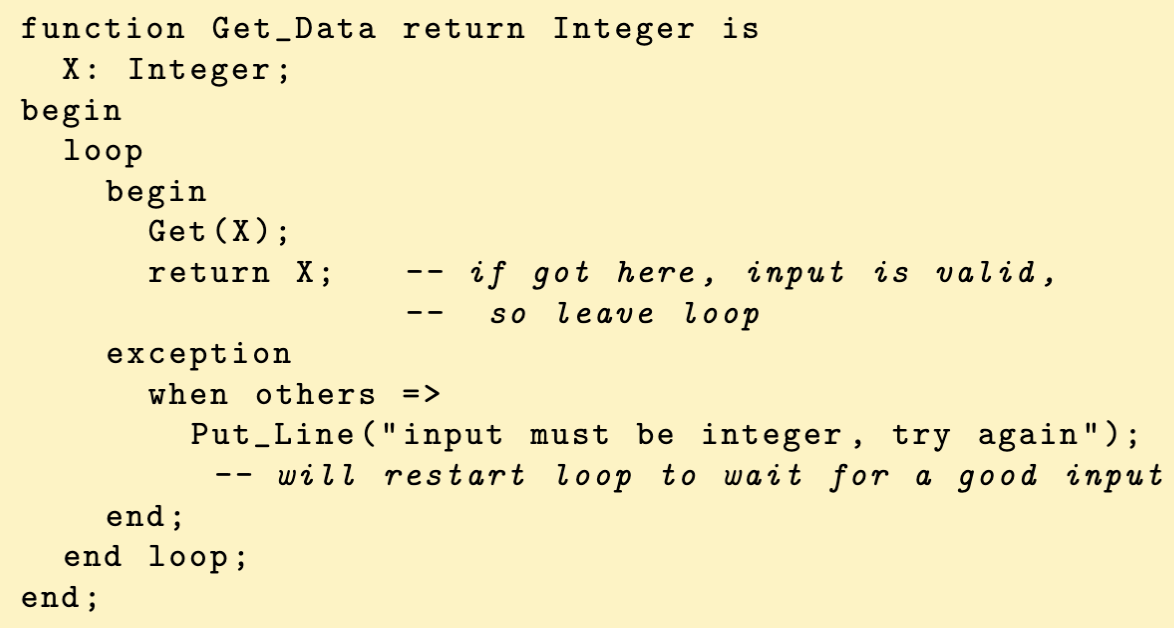 function Get_Data return Integer is
  X: Integer;
begin
  loop
    begin
      Get(X);
      return X;   -- if got here, input is valid,
                  --  so leave loop
    exception
      when others =>
        Put_Line("input must be integer, try again");
         -- will restart loop to wait for a good input
    end;
  end loop;
end;